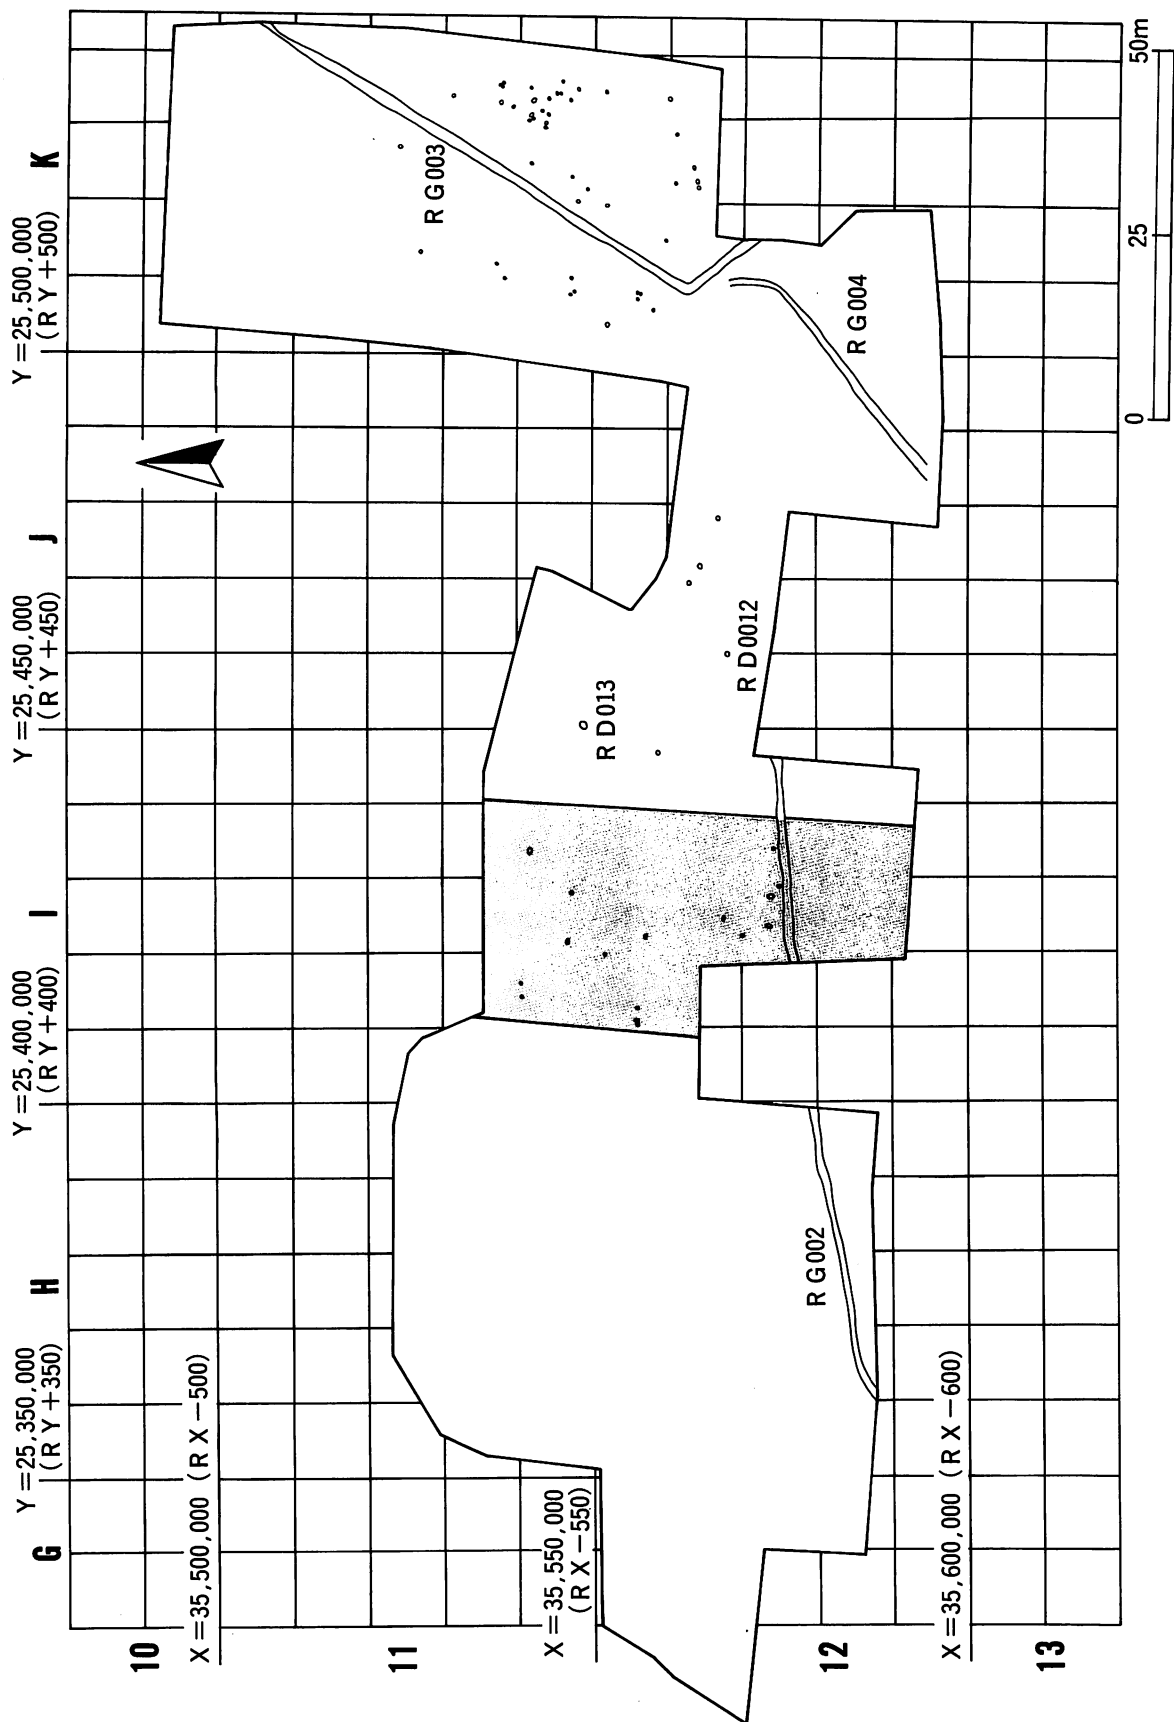 G
H
I
J
K
Y=25,350,000
(RY+350)
Y=25,400,000
(RY+400)
Y=25,450,000
(RY+450)
Y=25,500,000
(RY+500)
10
X=35,500,000 (RX-500)
11
X=35,550,000
(RX-550)
12
X=35,600,000 (RX-600)
13
RG003
RG004
RD013
RD0012
RG002
0
25
50m